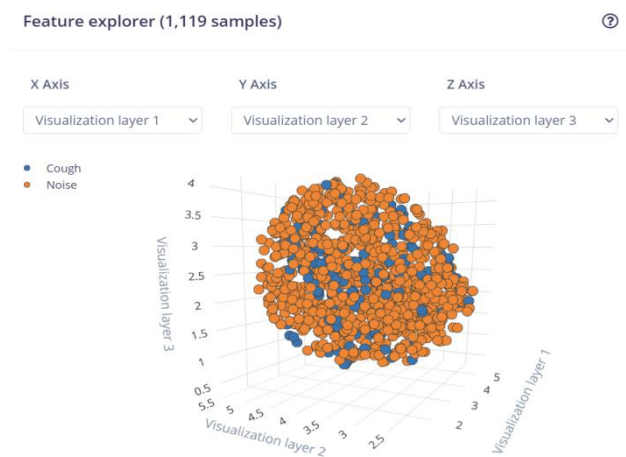 Feature explorer (1,119 samples)
?
X Axis
Y Axis
Z Axis
Visualization layer 1
Visualization layer 2
Visualization layer 3
Cough
Noise
4
3.5
3
2.5
2
1.5
1
0.5
Visualization layer 3
5.5
5
4.5
4
3.5
3
2.5
Visualization layer 2
5
4
3
2
Visualization layer 1